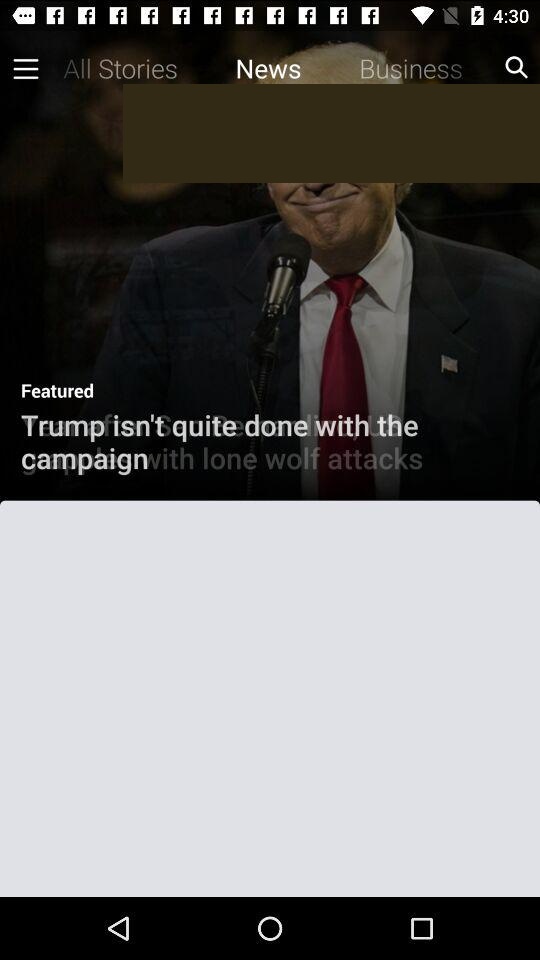 4:30
All Stories News Business
Featured
Trump isn't quite done with the
campaign
with lone wolf attacks